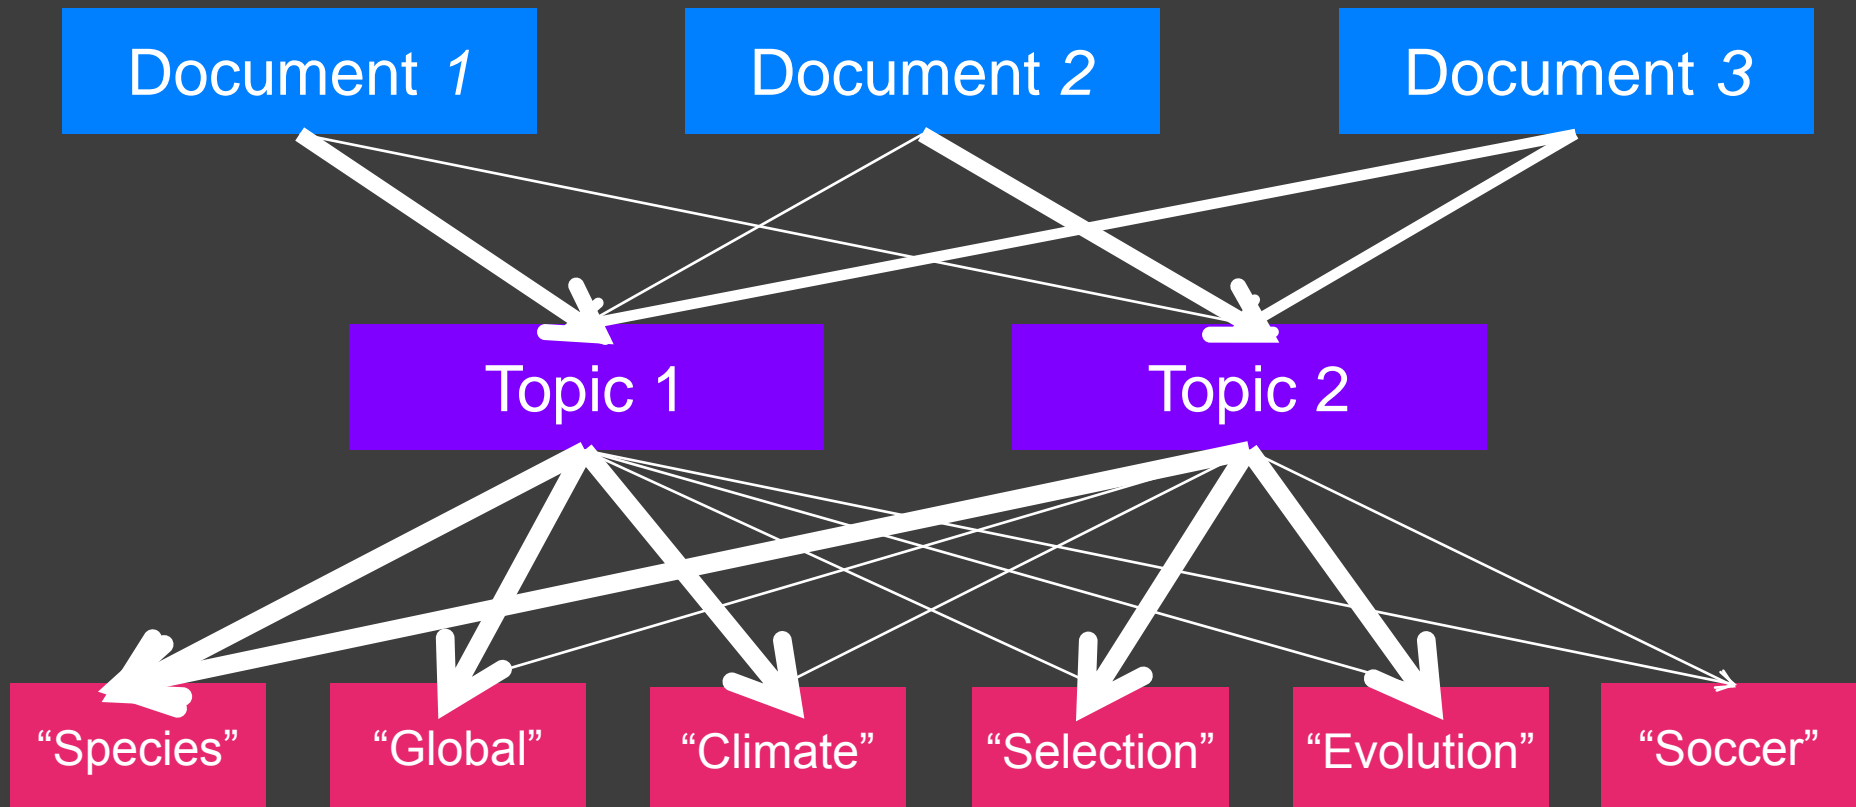 Document 1
Document 2
Document 3
Topic 1
Topic 2
“Species”
“Global”
“Climate”
“Selection”
“Evolution”
“Soccer”